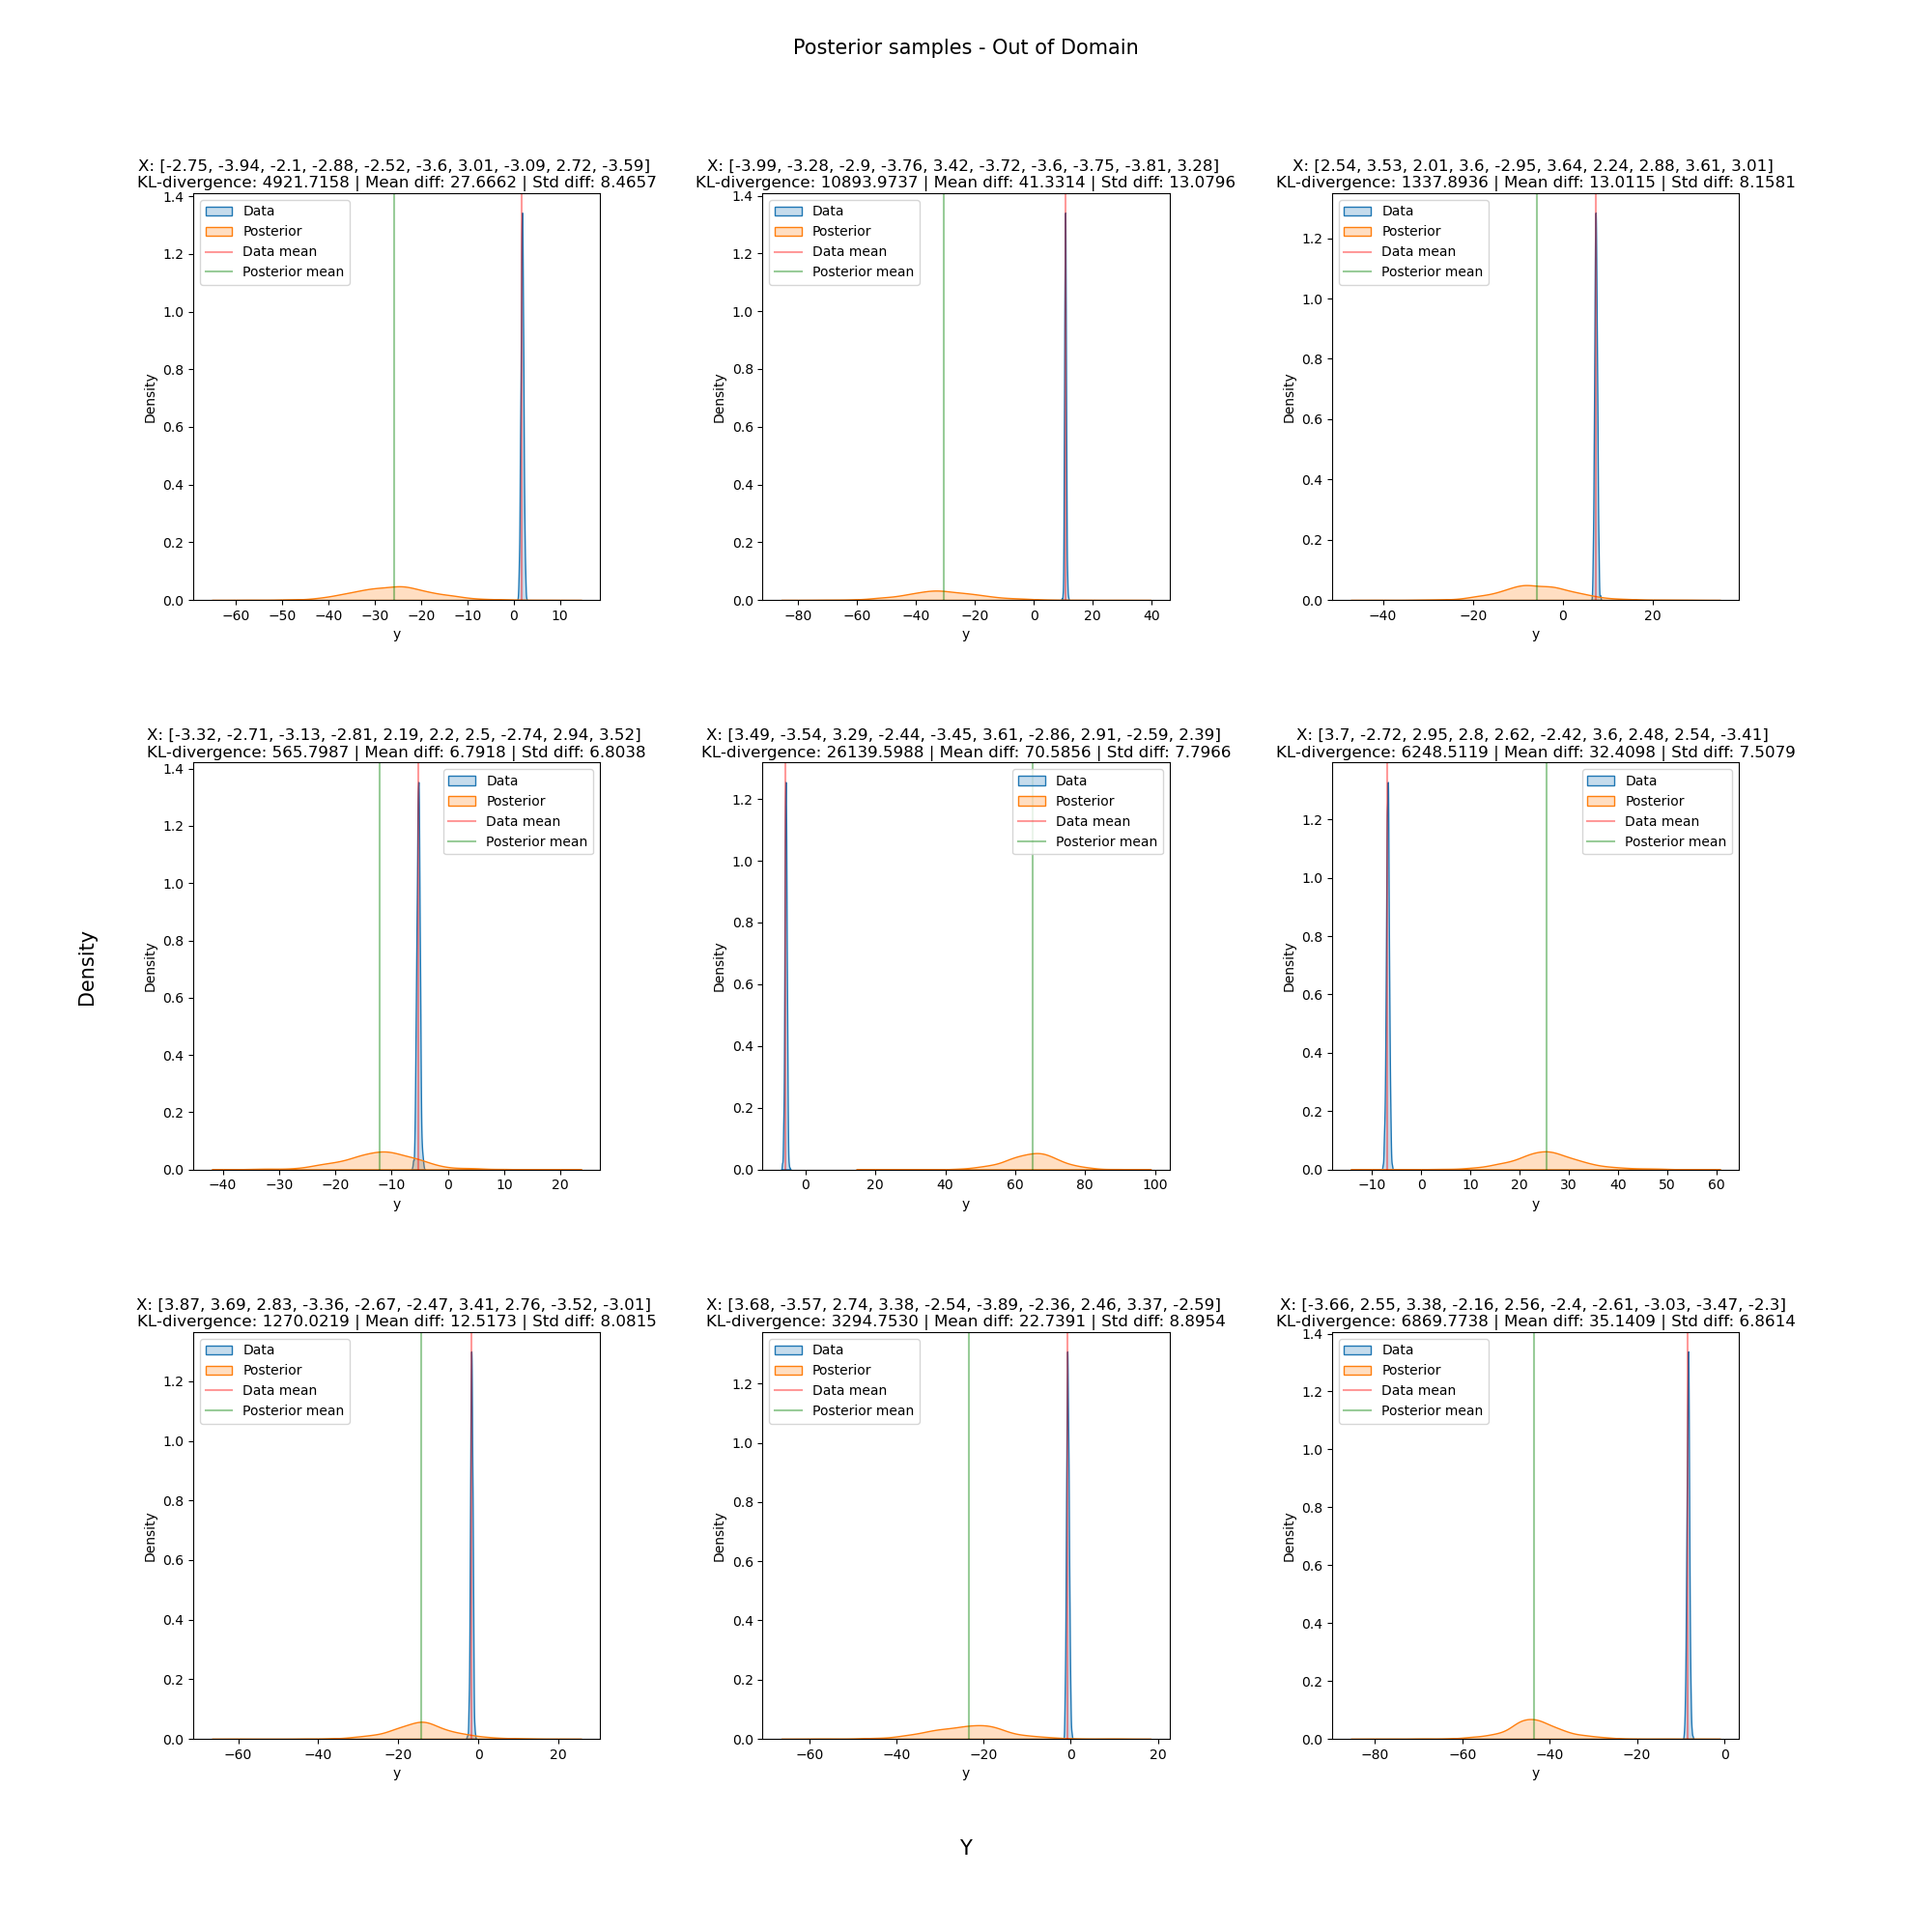 Posterior samples - Out of Domain
X: [-2.75, -3.94, -2.1, -2.88, -2.52, -3.6, 3.01, -3.09, 2.72, -3.59]
KL-divergence: 4921.7158 | Mean diff: 27.6662 | Std diff: 8.4657
1.4
1.2
1.0
0.8
0.6
0.4
0.2
0.0
Density
Data
Posterior
Data mean
Posterior mean
−60 −50 −40 −30 −20 −10 0 10
y
X: [-3.99, -3.28, -2.9, -3.76, 3.42, -3.72, -3.6, -3.75, -3.81, 3.28]
KL-divergence: 10893.9737 | Mean diff: 41.3314 | Std diff: 13.0796
1.4
1.2
1.0
0.8
0.6
0.4
0.2
0.0
Density
Data
Posterior
Data mean
Posterior mean
−80 −60 −40 −20 0 20 40
y
X: [2.54, 3.53, 2.01, 3.6, -2.95, 3.64, 2.24, 2.88, 3.61, 3.01]
KL-divergence: 1337.8936 | Mean diff: 13.0115 | Std diff: 8.1581
1.2
1.0
0.8
0.6
0.4
0.2
0.0
Density
Data
Posterior
Data mean
Posterior mean
−40 −20 0 20
y
Density
X: [-3.32, -2.71, -3.13, -2.81, 2.19, 2.2, 2.5, -2.74, 2.94, 3.52]
KL-divergence: 565.7987 | Mean diff: 6.7918 | Std diff: 6.8038
1.4
1.2
1.0
0.8
0.6
0.4
0.2
0.0
Density
Data
Posterior
Data mean
Posterior mean
−40 −30 −20 −10 0 10 20
y
X: [3.49, -3.54, 3.29, -2.44, -3.45, 3.61, -2.86, 2.91, -2.59, 2.39]
KL-divergence: 26139.5988 | Mean diff: 70.5856 | Std diff: 7.7966
1.2
1.0
0.8
0.6
0.4
0.2
0.0
Density
Data
Posterior
Data mean
Posterior mean
0 20 40 60 80 100
y
X: [3.7, -2.72, 2.95, 2.8, 2.62, -2.42, 3.6, 2.48, 2.54, -3.41]
KL-divergence: 6248.5119 | Mean diff: 32.4098 | Std diff: 7.5079
1.2
1.0
0.8
0.6
0.4
0.2
0.0
Density
Data
Posterior
Data mean
Posterior mean
−10 0 10 20 30 40 50 60
y
X: [3.87, 3.69, 2.83, -3.36, -2.67, -2.47, 3.41, 2.76, -3.52, -3.01]
KL-divergence: 1270.0219 | Mean diff: 12.5173 | Std diff: 8.0815
1.2
1.0
0.8
0.6
0.4
0.2
0.0
Density
Data
Posterior
Data mean
Posterior mean
−60 −40 −20 0 20
y
X: [3.68, -3.57, 2.74, 3.38, -2.54, -3.89, -2.36, 2.46, 3.37, -2.59]
KL-divergence: 3294.7530 | Mean diff: 22.7391 | Std diff: 8.8954
1.2
1.0
0.8
0.6
0.4
0.2
0.0
Density
Data
Posterior
Data mean
Posterior mean
−60 −40 −20 0 20
y
X: [-3.66, 2.55, 3.38, -2.16, 2.56, -2.4, -2.61, -3.03, -3.47, -2.3]
KL-divergence: 6869.7738 | Mean diff: 35.1409 | Std diff: 6.8614
1.4
1.2
1.0
0.8
0.6
0.4
0.2
0.0
Density
Data
Posterior
Data mean
Posterior mean
−80 −60 −40 −20 0
y
Y